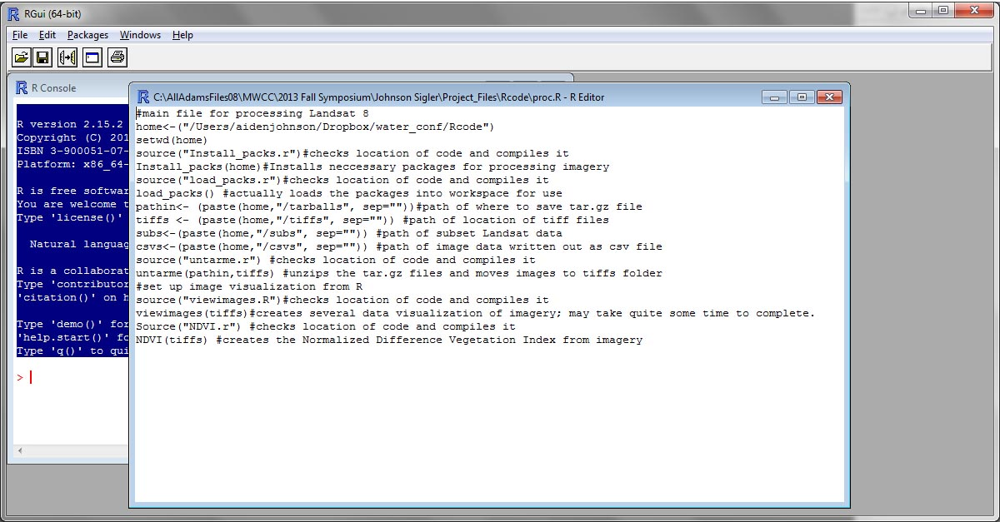 RGui (64-bit)
File Edit Packages Windows Help
R Console
R version 2.15.2
Copyright (C) 201
ISBN 3-900051-07-
Platform: x86_64-
R is free softwar
You are welcome t
Type 'license()'
Natural languag
R is a collaborat
Type 'contributor
'citation()' on h
Type 'demo()' for
'help.start()' fo
Type 'q()' to qui
>
C:\AllAdamsFiles08\MWCC\2013 Fall Symposium\Johnson Sigler\Project_Files\Rcode\proc.R - R Editor
#main file for processing Landsat 8
home<-("/Users/aidenjohnson/Dropbox/water_conf/Rcode")
setwd(home)
source("Install_packs.r")#checks location of code and compiles it
Install_packs(home)#Installs neccessary packages for processing imagery
source("load_packs.r")#checks location of code and compiles it
load_packs() #actually loads the packages into workspace for use
pathin<- (paste(home,"/tarballs", sep=""))#path of where to save tar.gz file
tiffs <- (paste(home,"/tiffs", sep="")) #path of location of tiff files
subs<-(paste(home,"/subs", sep="")) #path of subset Landsat data
csvs<-(paste(home,"/csvs", sep="")) #path of image data written out as csv file
source("untarme.r") #checks location of code and compiles it
untarme(pathin,tiffs) #unzips the tar.gz files and moves images to tiffs folder
#set up image visualization from R
source("viewimages.R")#checks location of code and compiles it
viewimages(tiffs)#creates several data visualization of imagery; may take quite some time to complete.
Source("NDVI.r") #checks location of code and compiles it
NDVI(tiffs) #creates the Normalized Difference Vegetation Index from imagery